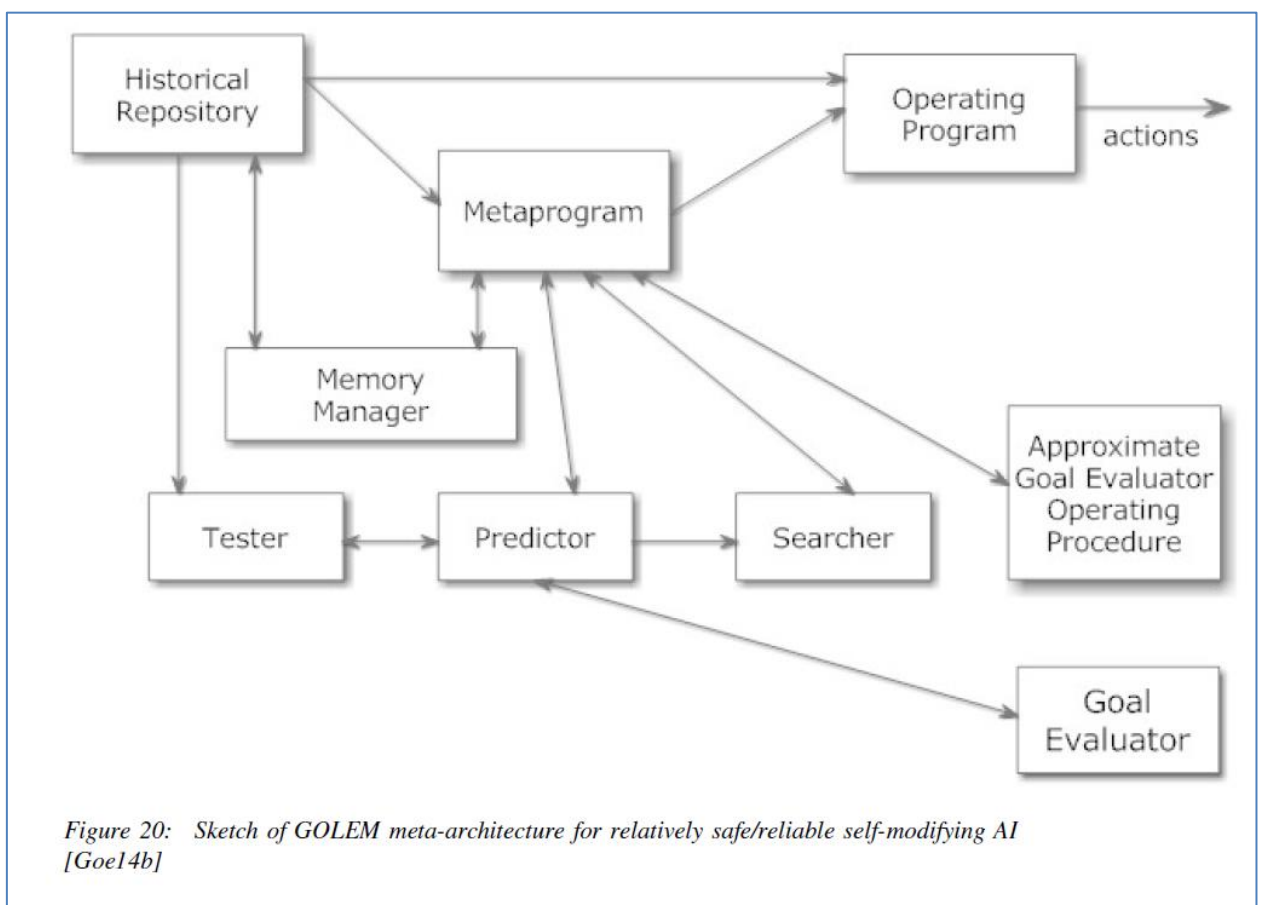 Historical
Repository
Operating
Program
actions
Metaprogram
Memory
Manager
Approximate
Goal Evaluator
Operating
Procedure
Tester
Predictor
Searcher
Goal
Evaluator
Figure 20: Sketch of GOLEM meta-architecture for relatively safe/reliable self-modifying AI
[Goe14b]